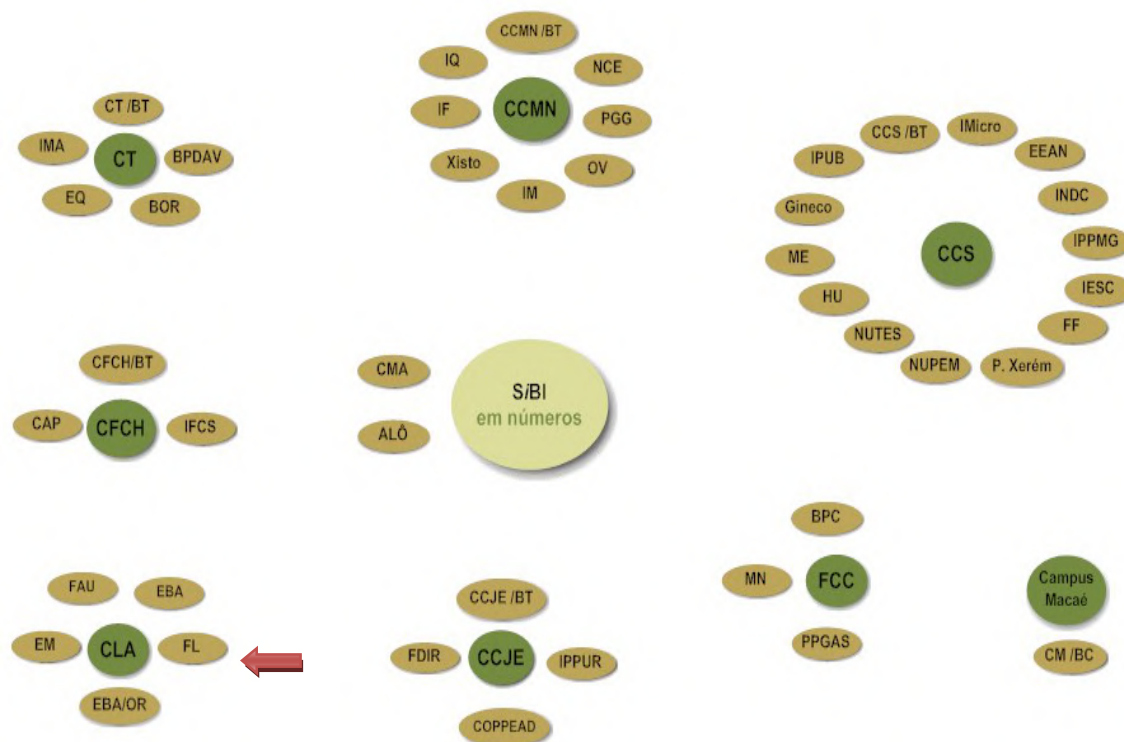 CT /BT
IMA
CT
BPDAV
EQ
BOR
CCMN /BT
IQ
NCE
IF
CCMN
PGG
Xisto
OV
IM
CCS /BT
IMicro
IPUB
EEAN
Gineco
INDC
CCS
IPPMG
ME
IESC
HU
FF
NUTES
NUPEM
P. Xerém
CFCH/BT
CAP
CFCH
IFCS
CMA
ALÔ
SiBI
em números
FAU
EBA
EM
CLA
FL
EBA/OR
CCJE /BT
FDIR
CCJE
IPPUR
COPPEAD
BPC
MN
FCC
PPGAS
Campus
Macaé
CM /BC